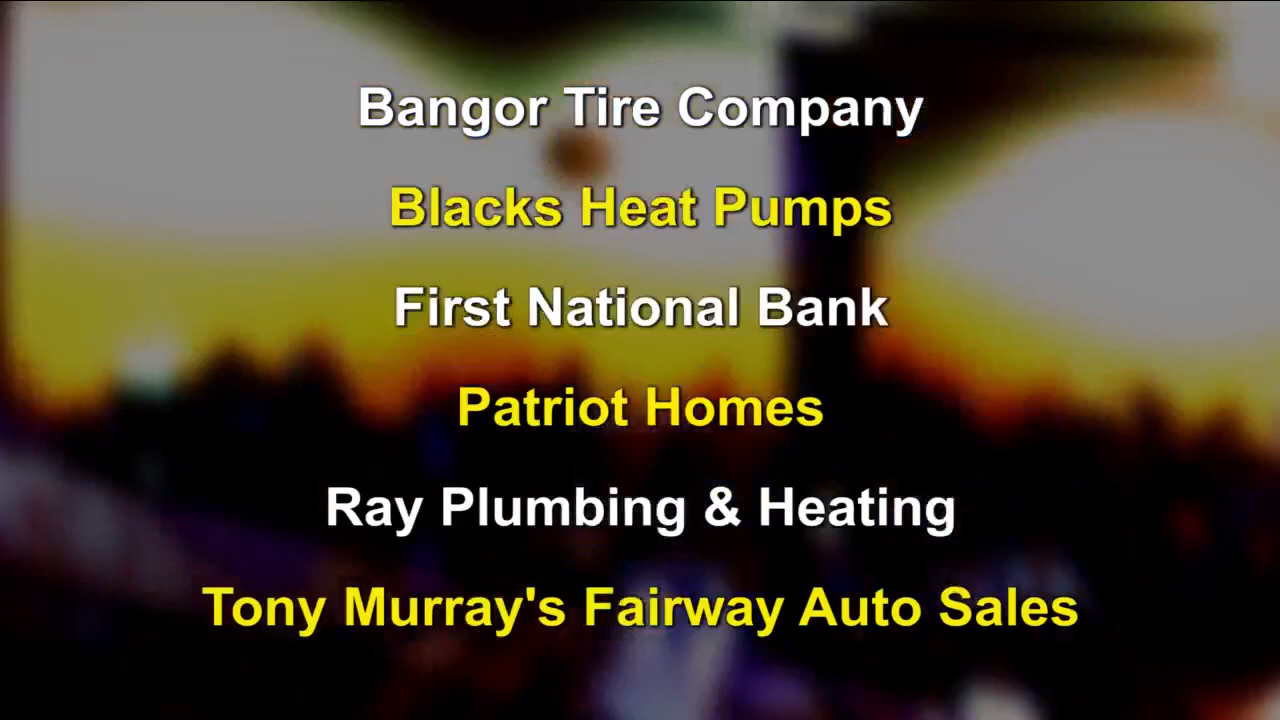 Bangor Tire Company
Blacks Heat Pumps
First National Bank
Patriot Homes
Ray Plumbing & Heating
Tony Murray's Fairway Auto Sales